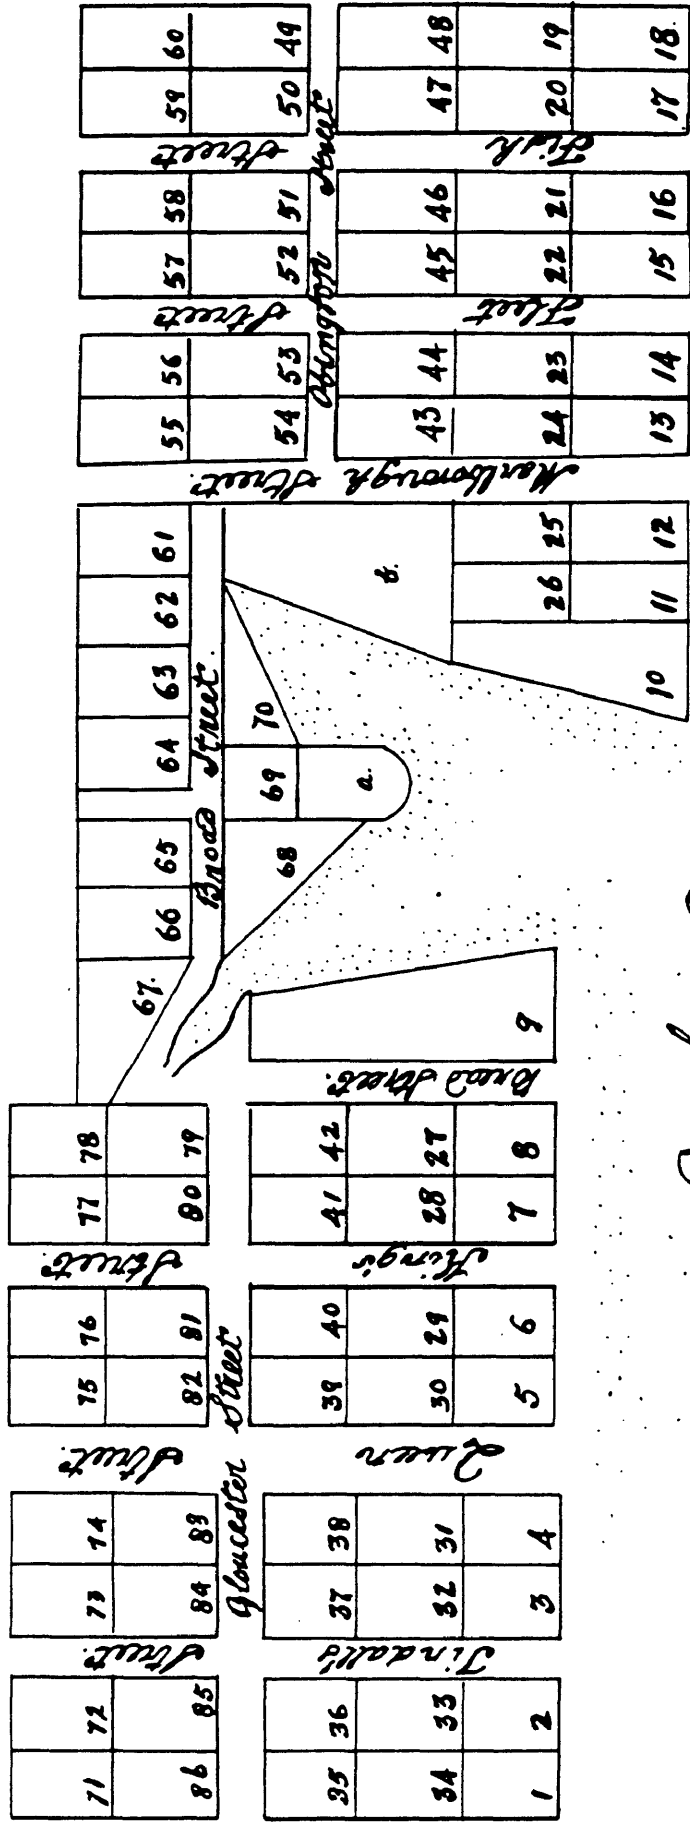 71 72 73 74 75 76 77 78
86 85 84 83 82 81 80 79
67. 66 65 64 63 62 61
55 56 57 58 59 60
54 53 52 51 50 49
Gloucester Street
Broad Street.
Abington Street
35 36 37 38 39 40 41 42
34 33 32 31 30 29 28 27
1 2 3 4 5 6 7 8 9
68 69 70
a.
b.
43 44 45 46 47 48
26 25 24 23 22 21 20 19
10 11 12 13 14 15 16 17 18.
Tindall's Street.
Queen Street.
King's Street.
Bread Street.
Marlborough Street.
Fleet Street
Fish Street